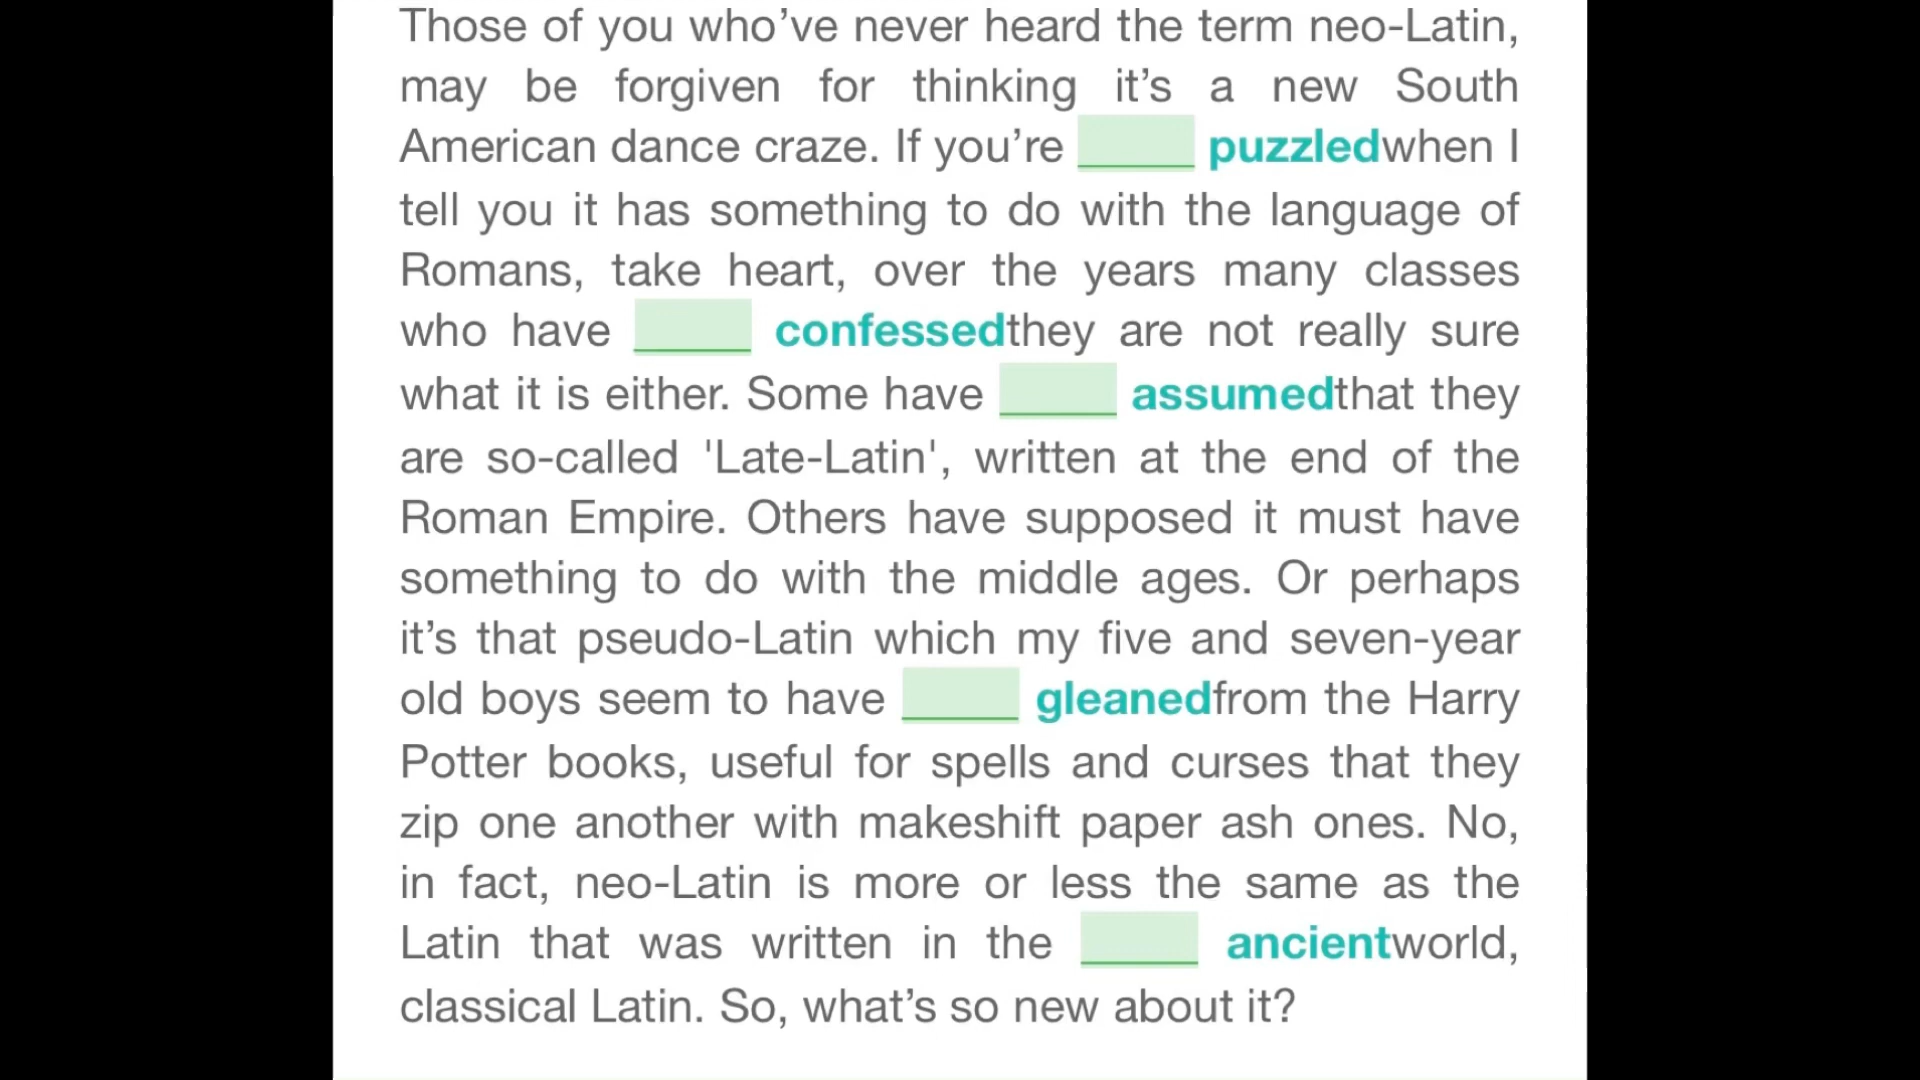 Those of you who’ve never heard the term neo-Latin,
may be forgiven for thinking it’s a new South
American dance craze. If you’re puzzledwhen I
tell you it has something to do with the language of
Romans, take heart, over the years many classes
who have confessedthey are not really sure
what it is either. Some have assumedthat they
are so-called 'Late-Latin', written at the end of the
Roman Empire. Others have supposed it must have
something to do with the middle ages. Or perhaps
it’s that pseudo-Latin which my five and seven-year
old boys seem to have gleanedfrom the Harry
Potter books, useful for spells and curses that they
zip one another with makeshift paper ash ones. No,
in fact, neo-Latin is more or less the same as the
Latin that was written in the ancientworld,
classical Latin. So, what’s so new about it?